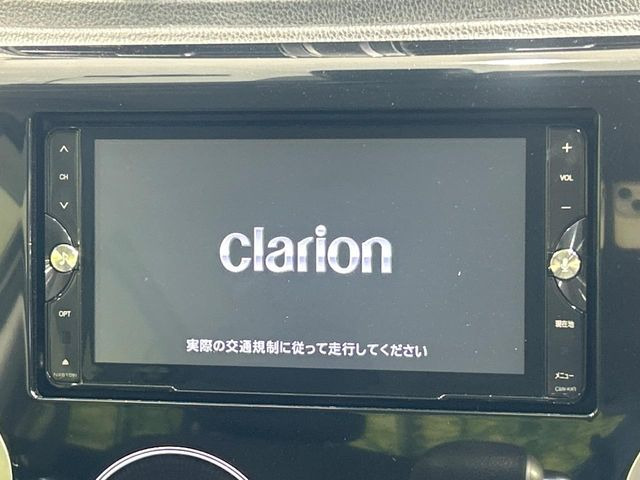 CH
OPT
clarion
実際の交通規制に従って走行してください
+
VOL
−
現在地
メニュー